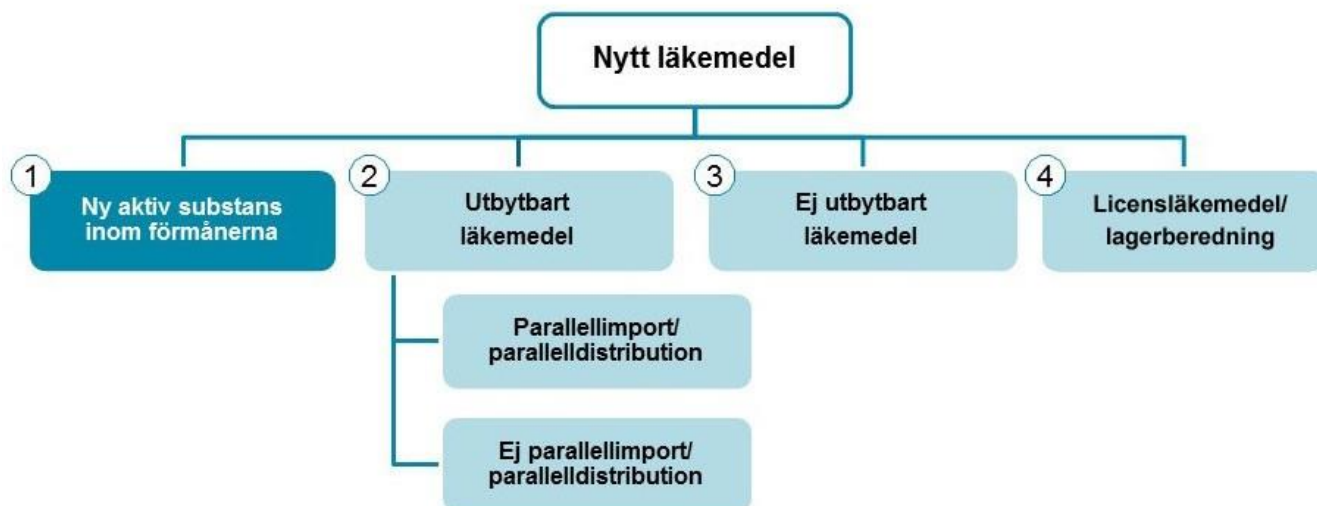 Nytt läkemedel
1
Ny aktiv substans
inom förmånerna
2
Utbytbart
läkemedel
3
Ej utbytbart
läkemedel
4
Licensläkemedel/
lagerberedning
Parallellimport/
parallelldistribution
Ej parallellimport/
parallelldistribution